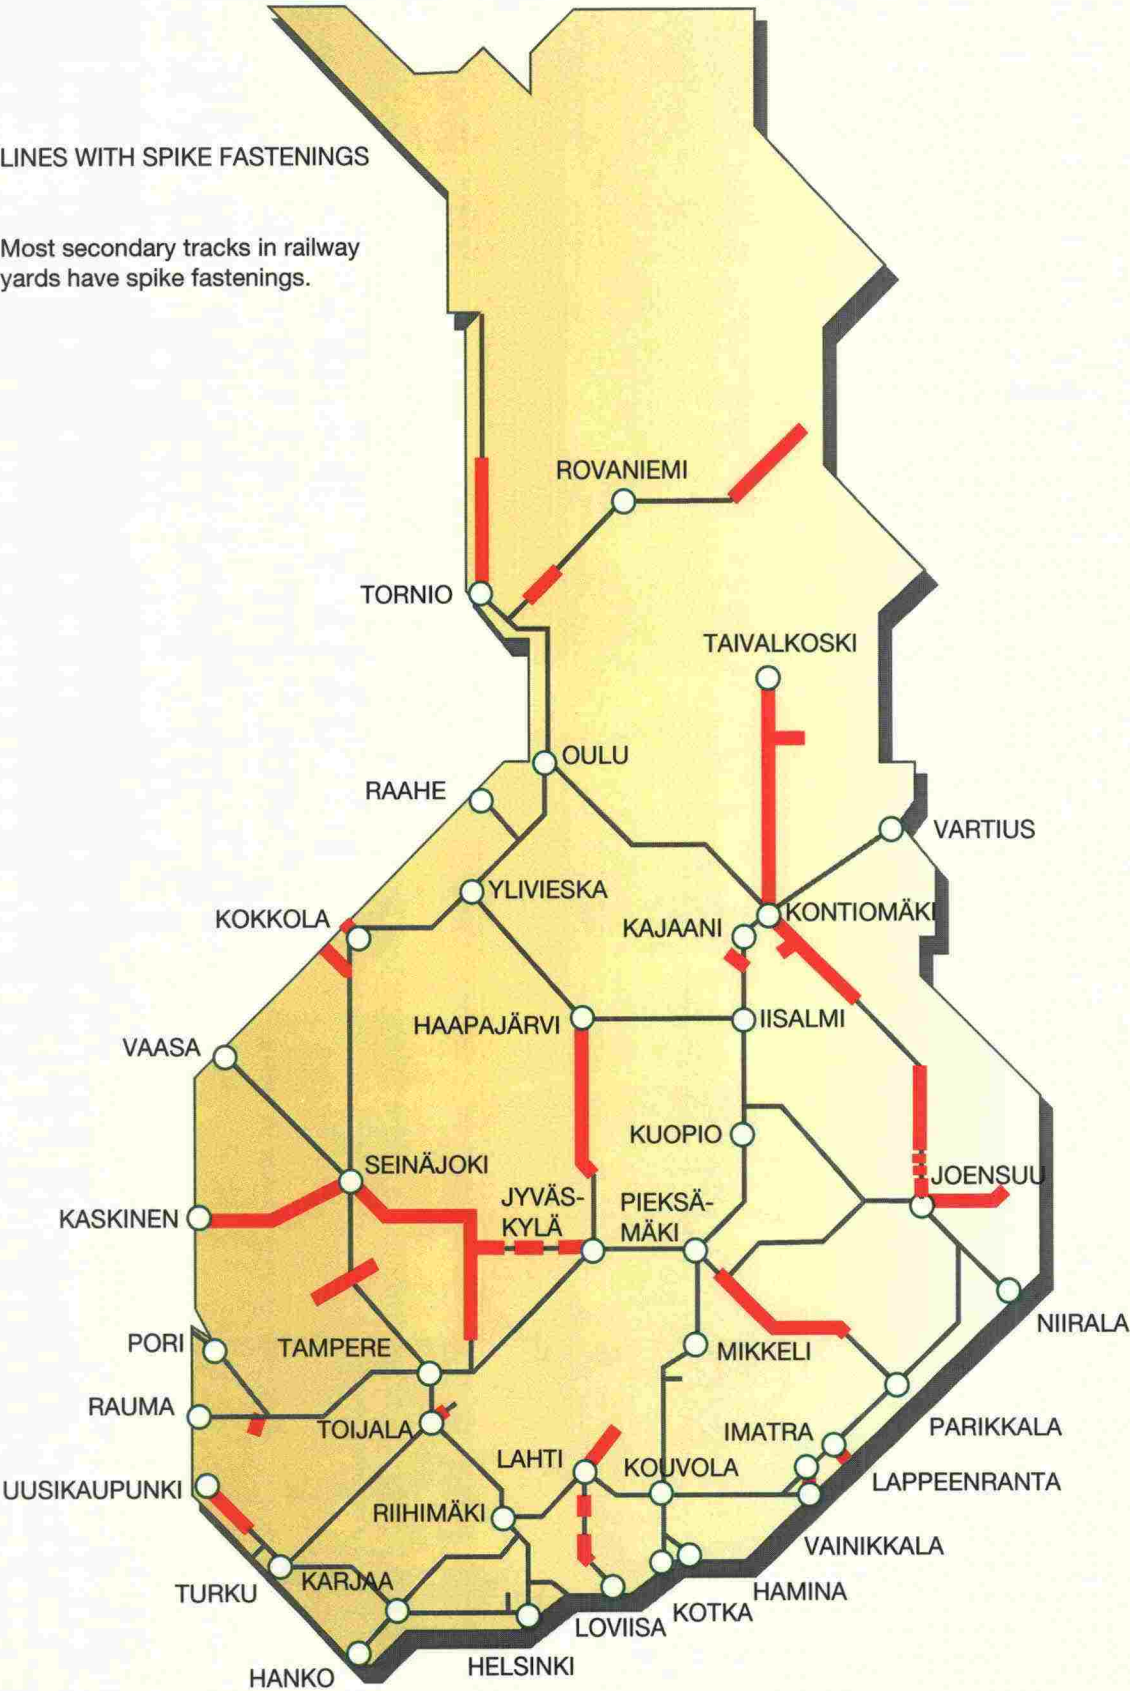 LINES WITH SPIKE FASTENINGS
Most secondary tracks in railway
yards have spike fastenings.
ROVANIEMI
TORNIO
TAIVALKOSKI
OULU
RAAHE
VARTIUS
YLIVIESKA
KOKKOLA
KONTIOMÄKI
KAJAANI
HAAPAJÄRVI
IISALMI
VAASA
KUOPIO
SEINÄJOKI
JOENSUU
JYVÄS-
KYLÄ
PIEKSÄ-
MÄKI
KASKINEN
NIIRALA
PORI
TAMPERE
MIKKELI
RAUMA
TOIJALA
IMATRA
PARIKKALA
LAHTI
KOUVOLA
LAPPEENRANTA
UUSIKAUPUNKI
RIIHIMÄKI
VAINIKKALA
TURKU
KARJAA
HAMINA
KOTKA
LOVIISA
HELSINKI
HANKO